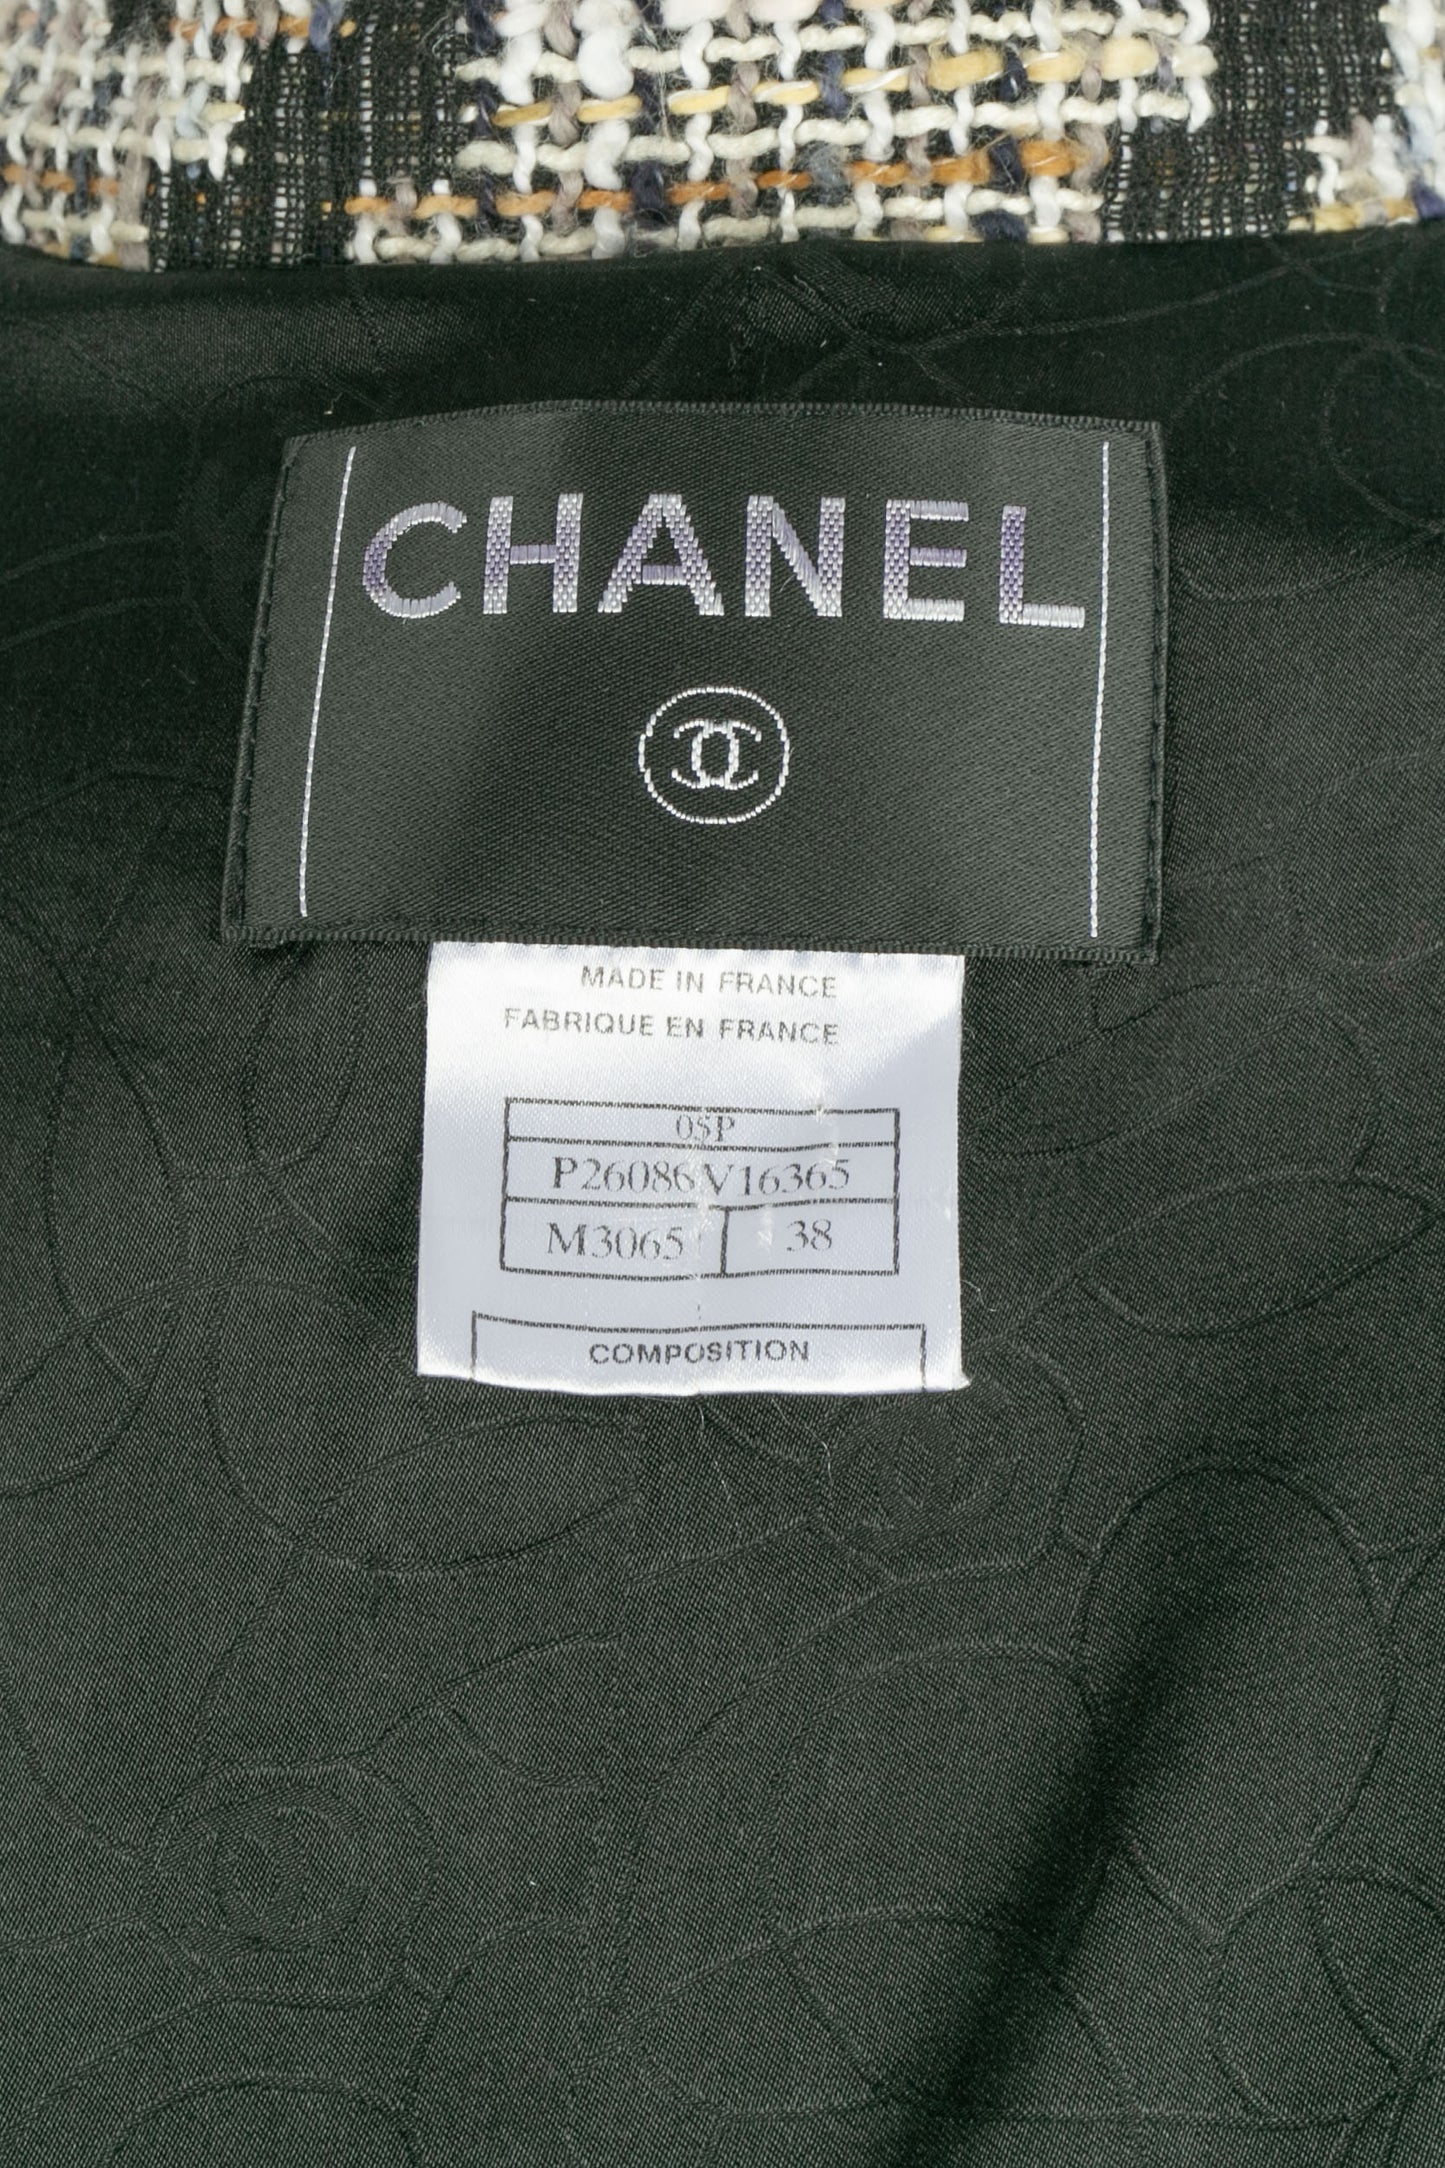 CHANEL
MADE IN FRANCE
FABRIQUE EN FRANCE
05P
P26086V16365
M3065 38
COMPOSITION